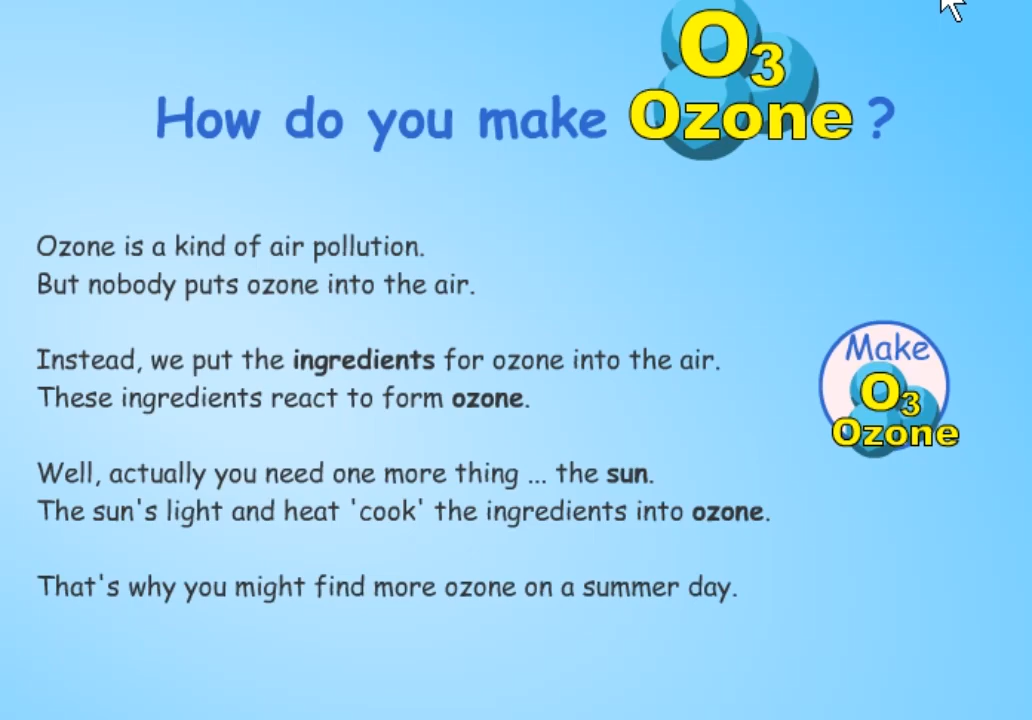 How do you make O3 Ozone ?
Ozone is a kind of air pollution.
But nobody puts ozone into the air.
Instead, we put the ingredients for ozone into the air.
These ingredients react to form ozone.
Make
O3
Ozone
Well, actually you need one more thing ... the sun.
The sun's light and heat 'cook' the ingredients into ozone.
That's why you might find more ozone on a summer day.